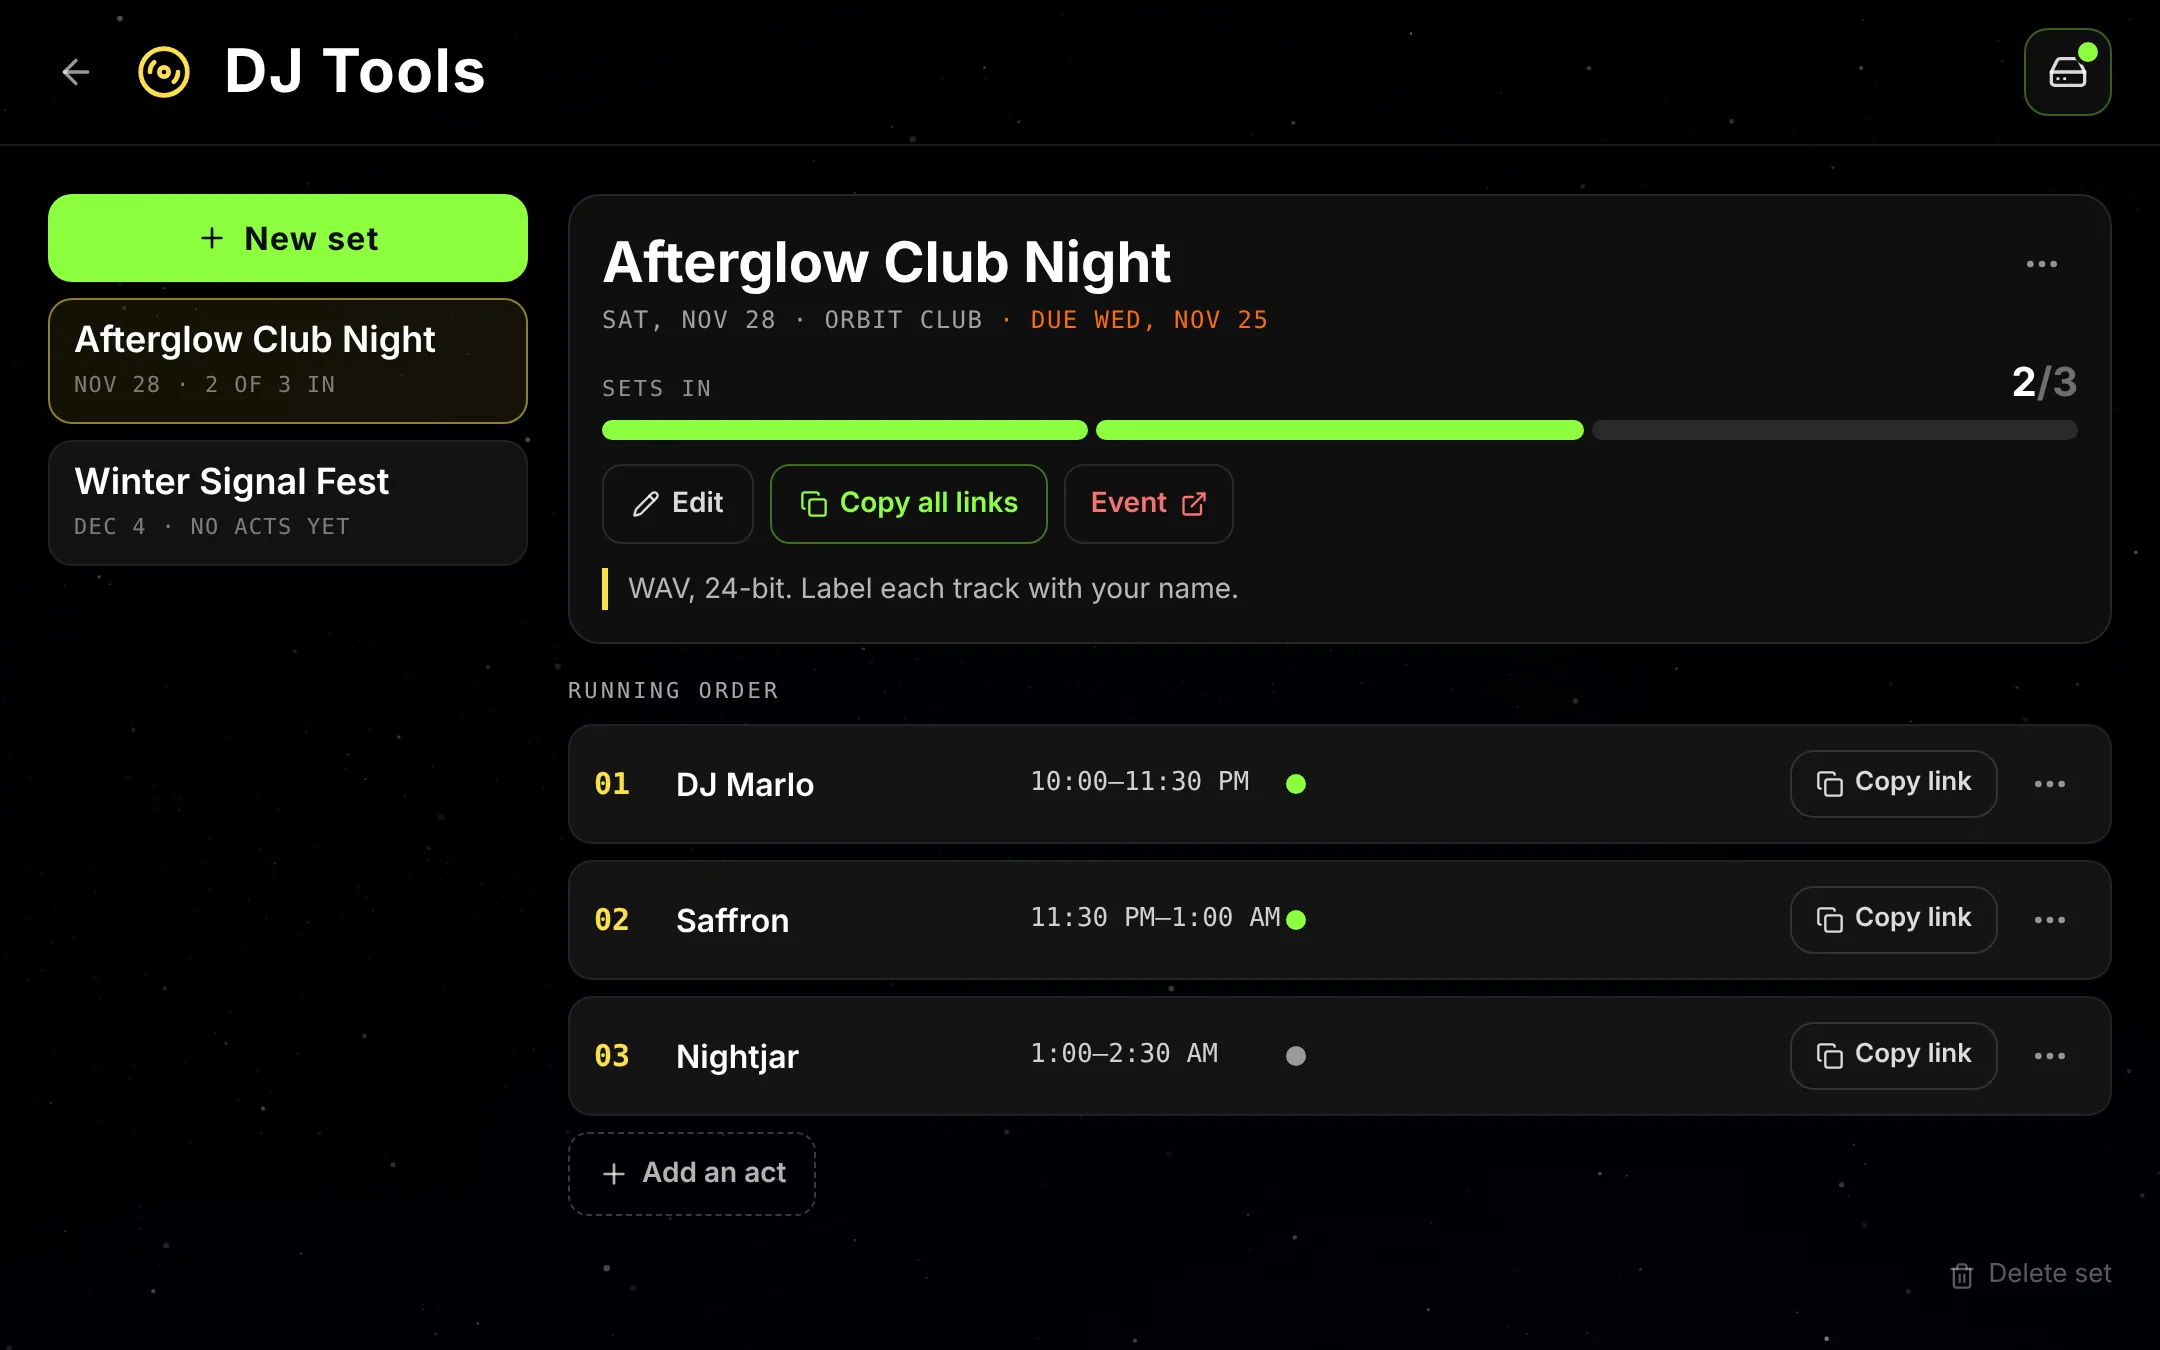 DJ Tools
+ New set
Afterglow Club Night
NOV 28 · 2 OF 3 IN
Winter Signal Fest
DEC 4 · NO ACTS YET
Afterglow Club Night
SAT, NOV 28 · ORBIT CLUB · DUE WED, NOV 25
SETS IN 2/3
Edit Copy all links Event
WAV, 24-bit. Label each track with your name.
RUNNING ORDER
01 DJ Marlo 10:00–11:30 PM Copy link
02 Saffron 11:30 PM–1:00 AM Copy link
03 Nightjar 1:00–2:30 AM Copy link
+ Add an act
Delete set